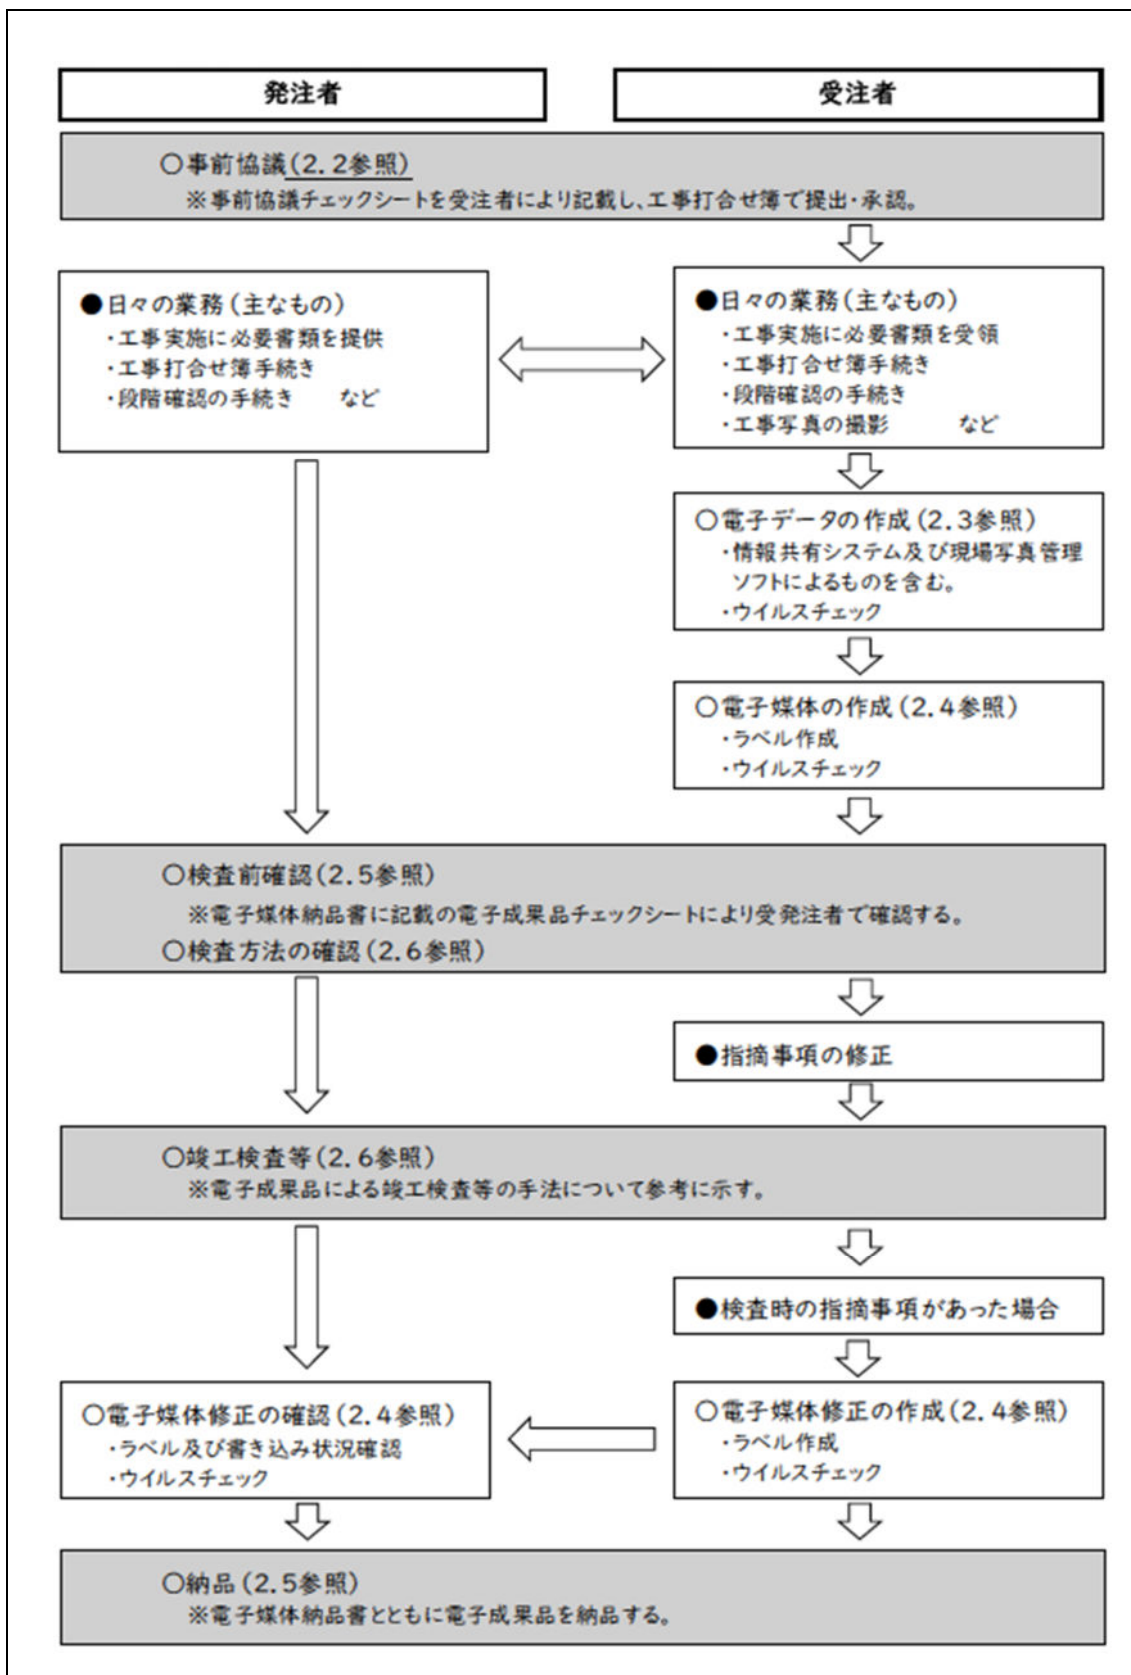 発注者
受注者
○事前協議(2.2参照)
※事前協議チェックシートを受注者により記載し、工事打合せ簿で提出・承認。
●日々の業務(主なもの)
・工事実施に必要書類を提供
・工事打合せ簿手続き
・段階確認の手続き など
●日々の業務(主なもの)
・工事実施に必要書類を受領
・工事打合せ簿手続き
・段階確認の手続き
・工事写真の撮影 など
○電子データの作成(2.3参照)
・情報共有システム及び現場写真管理
ソフトによるものを含む。
・ウイルスチェック
○電子媒体の作成(2.4参照)
・ラベル作成
・ウイルスチェック
○検査前確認(2.5参照)
※電子媒体納品書に記載の電子成果品チェックシートにより受発注者で確認する。
○検査方法の確認(2.6参照)
●指摘事項の修正
○竣工検査等(2.6参照)
※電子成果品による竣工検査等の手法について参考に示す。
●検査時の指摘事項があった場合
○電子媒体修正の確認(2.4参照)
・ラベル及び書き込み状況確認
・ウイルスチェック
○電子媒体修正の作成(2.4参照)
・ラベル作成
・ウイルスチェック
○納品(2.5参照)
※電子媒体納品書とともに電子成果品を納品する。